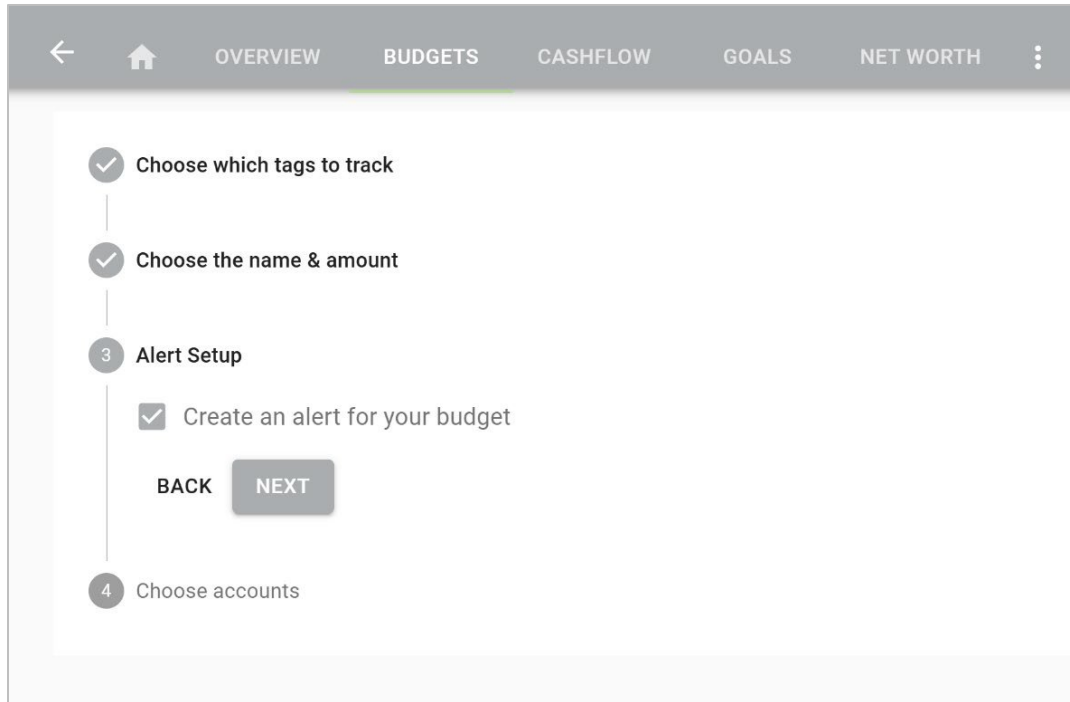 OVERVIEW BUDGETS CASHFLOW GOALS NET WORTH
Choose which tags to track
Choose the name & amount
3 Alert Setup
Create an alert for your budget
BACK NEXT
4 Choose accounts